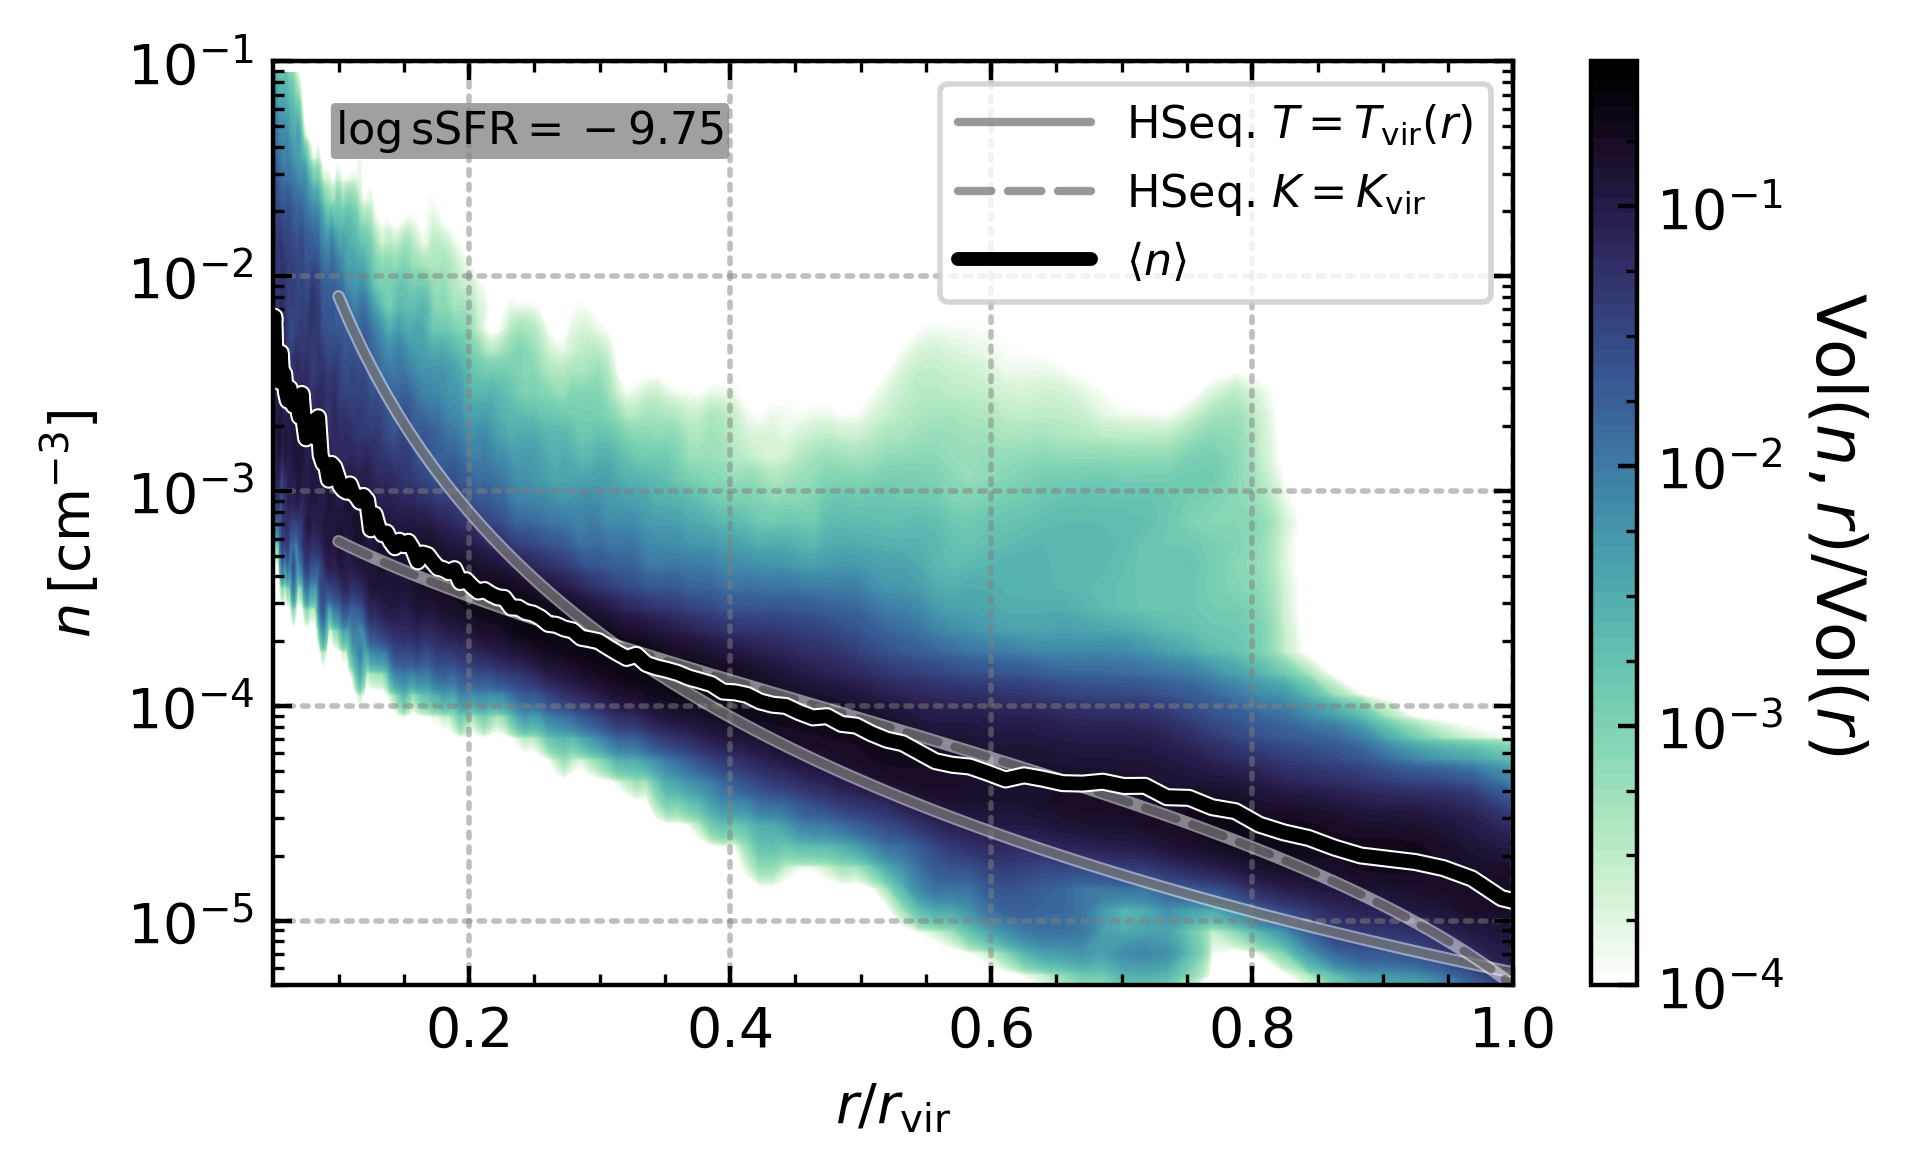 log sSFR = −9.75
HSeq. T = T_vir(r)
HSeq. K = K_vir
⟨n⟩
10⁻¹
10⁻²
10⁻³
10⁻⁴
10⁻⁵
n [cm⁻³]
0.2 0.4 0.6 0.8 1.0
r/r_vir
10⁻¹
10⁻²
10⁻³
10⁻⁴
Vol(n, r)/Vol(r)